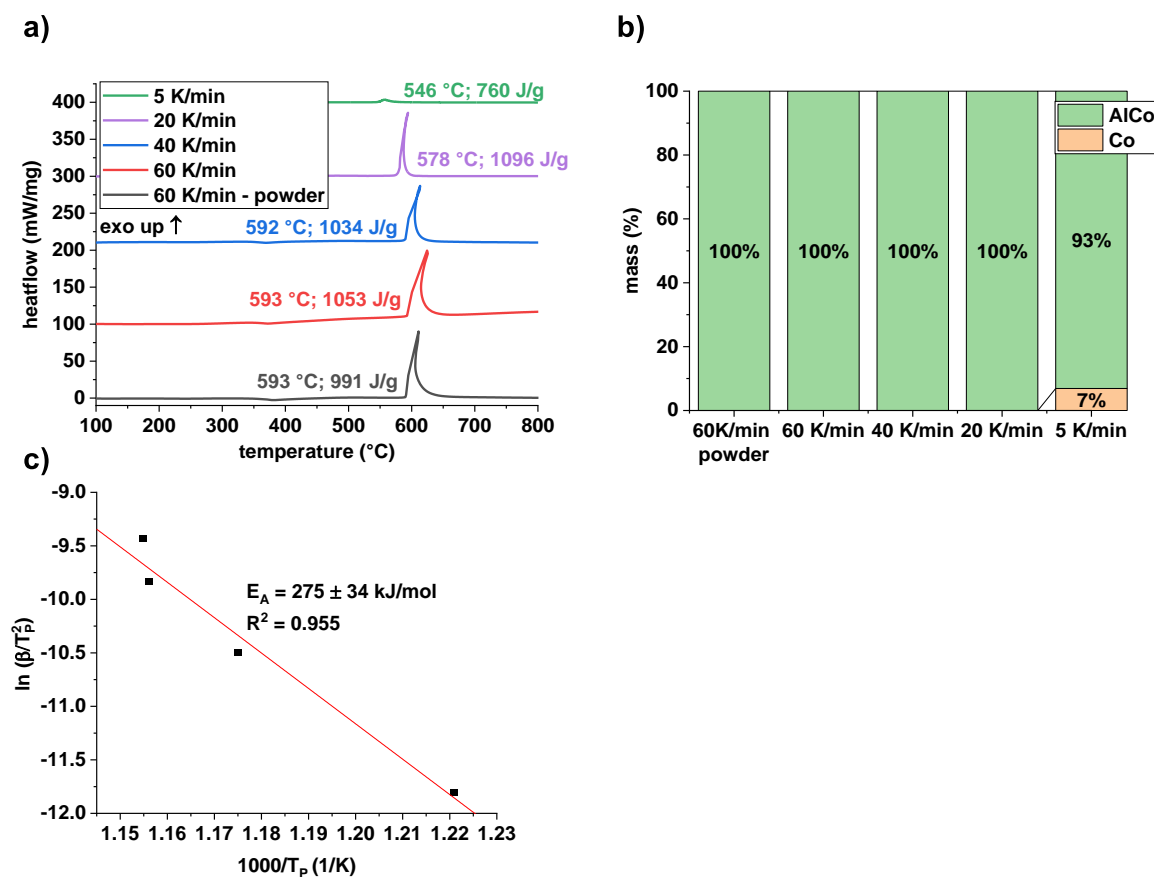 a)
5 K/min
20 K/min
40 K/min
60 K/min
60 K/min - powder
exo up ↑
546 °C; 760 J/g
578 °C; 1096 J/g
592 °C; 1034 J/g
593 °C; 1053 J/g
593 °C; 991 J/g
400
350
300
250
200
150
100
50
0
heatflow (mW/mg)
100 200 300 400 500 600 700 800
temperature (°C)
b)
AlCo
Co
100
80
60
40
20
0
mass (%)
100% 100% 100% 100% 93%
7%
60K/min 60 K/min 40 K/min 20 K/min 5 K/min
powder
c)
-9.0
-9.5
-10.0
-10.5
-11.0
-11.5
-12.0
ln (β/T_P^2)
E_A = 275 ± 34 kJ/mol
R^2 = 0.955
1.15 1.16 1.17 1.18 1.19 1.20 1.21 1.22 1.23
1000/T_P (1/K)